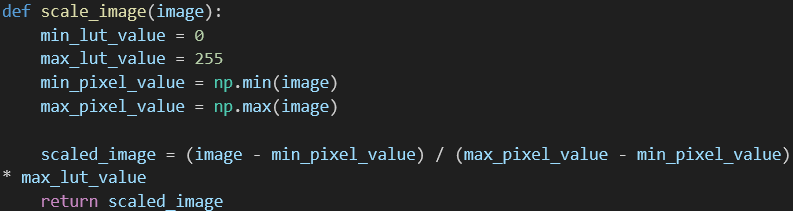 def scale_image(image):
    min_lut_value = 0
    max_lut_value = 255
    min_pixel_value = np.min(image)
    max_pixel_value = np.max(image)

    scaled_image = (image - min_pixel_value) / (max_pixel_value - min_pixel_value)
* max_lut_value
    return scaled_image